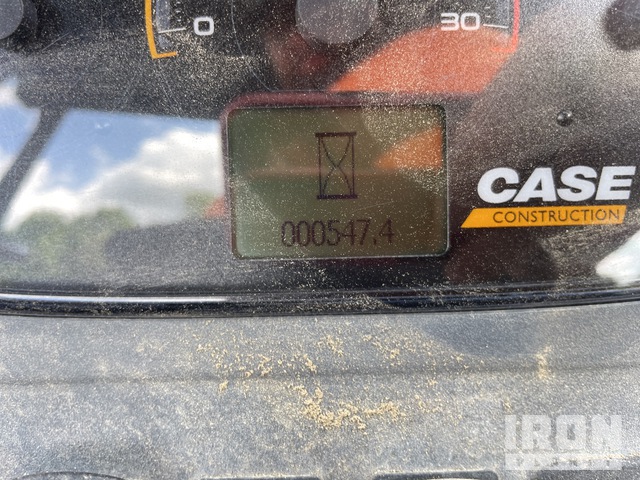 0
30
000547.4
CASE
CONSTRUCTION
IRON